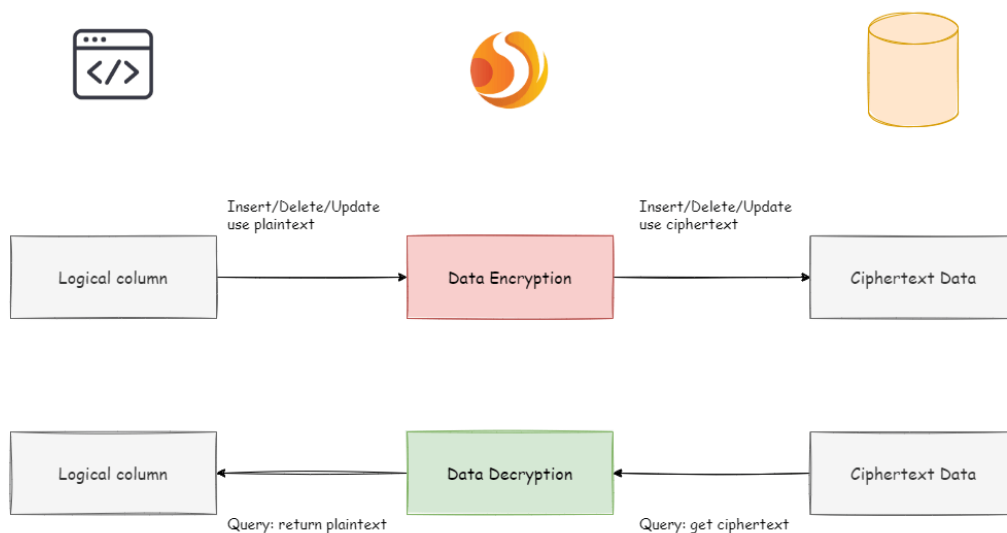 </>
Insert/Delete/Update
use plaintext
Insert/Delete/Update
use ciphertext
Logical column
Data Encryption
Ciphertext Data
Logical column
Data Decryption
Ciphertext Data
Query: return plaintext
Query: get ciphertext